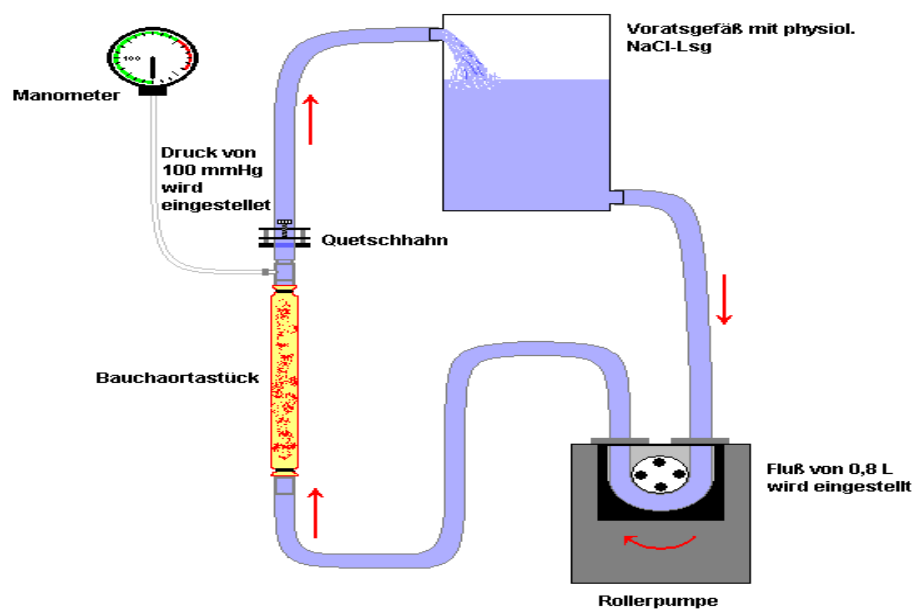 Voratsgefäß mit physiol.
NaCl-Lsg
100
Manometer
Druck von
100 mmHg
wird
eingestellet
Quetschhahn
Bauchaortastück
Fluß von 0,8 L
wird eingestellt
Rollerpumpe